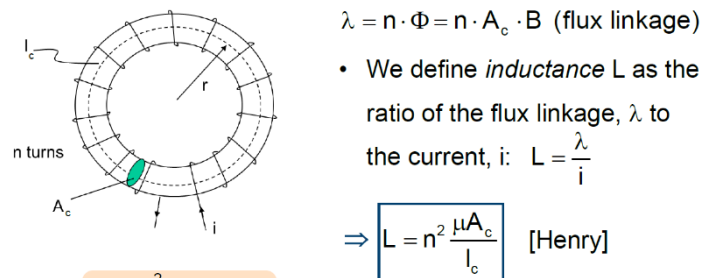 l_c
r
n turns
A_c
i
λ = n · Φ = n · A_c · B (flux linkage)
• We define inductance L as the
ratio of the flux linkage, λ to
the current, i: L = λ/i
⇒ L = n² μA_c/l_c [Henry]